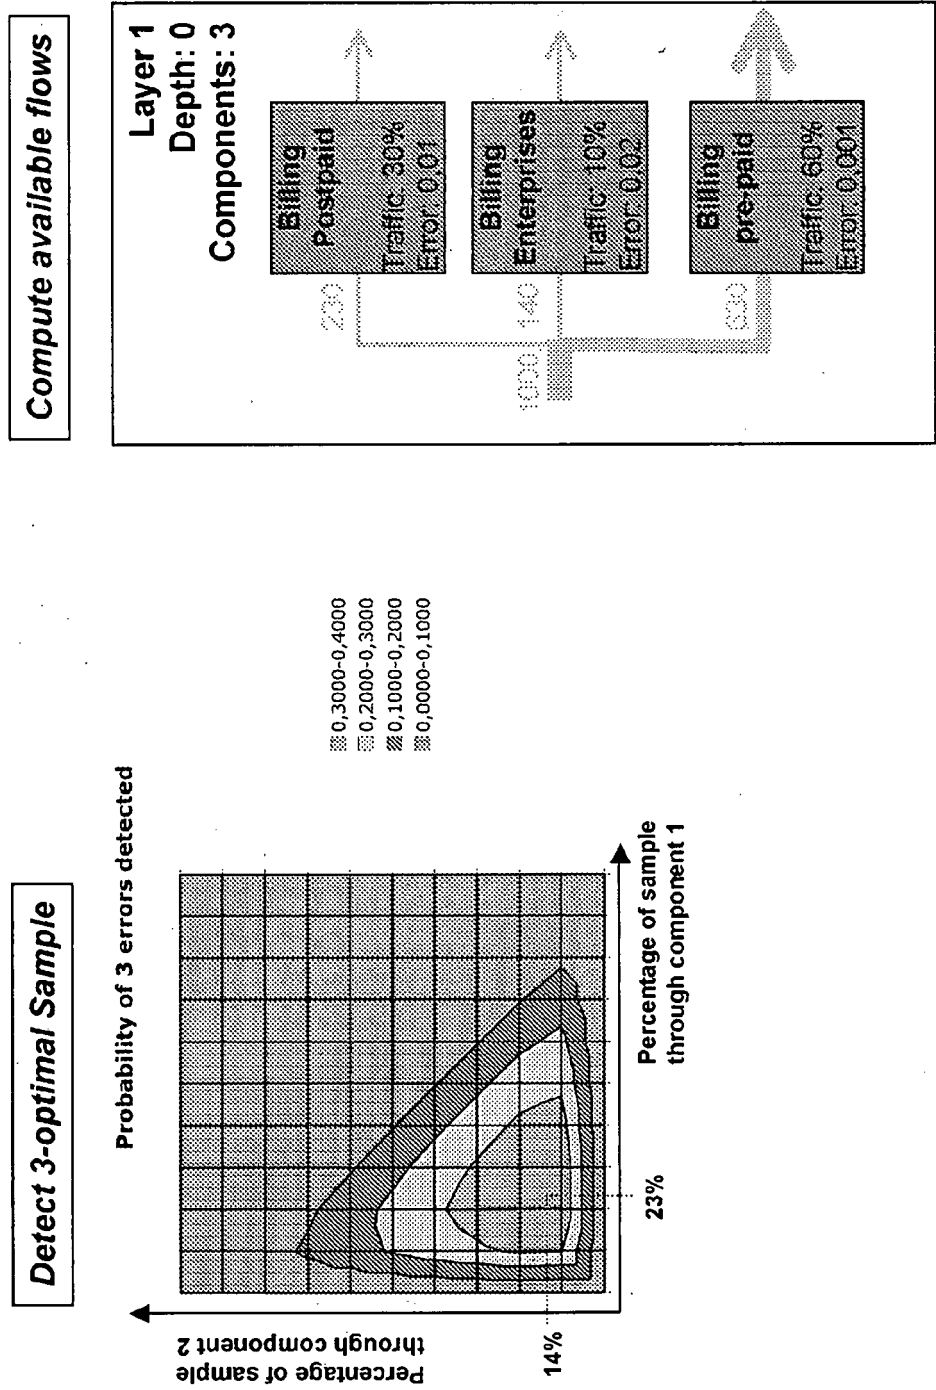 Detect 3-optimal Sample
Probability of 3 errors detected
Percentage of sample
through component 2
14%
23%
Percentage of sample
through component 1
0,3000-0,4000
0,2000-0,3000
0,1000-0,2000
0,0000-0,1000
Compute available flows
Layer 1
Depth: 0
Components: 3
1000
230
Billing
Postpaid
Traffic: 30%
Error: 0.01
140
Billing
Enterprises
Traffic: 10%
Error: 0.02
630
Billing
pre-paid
Traffic: 60%
Error: 0.001